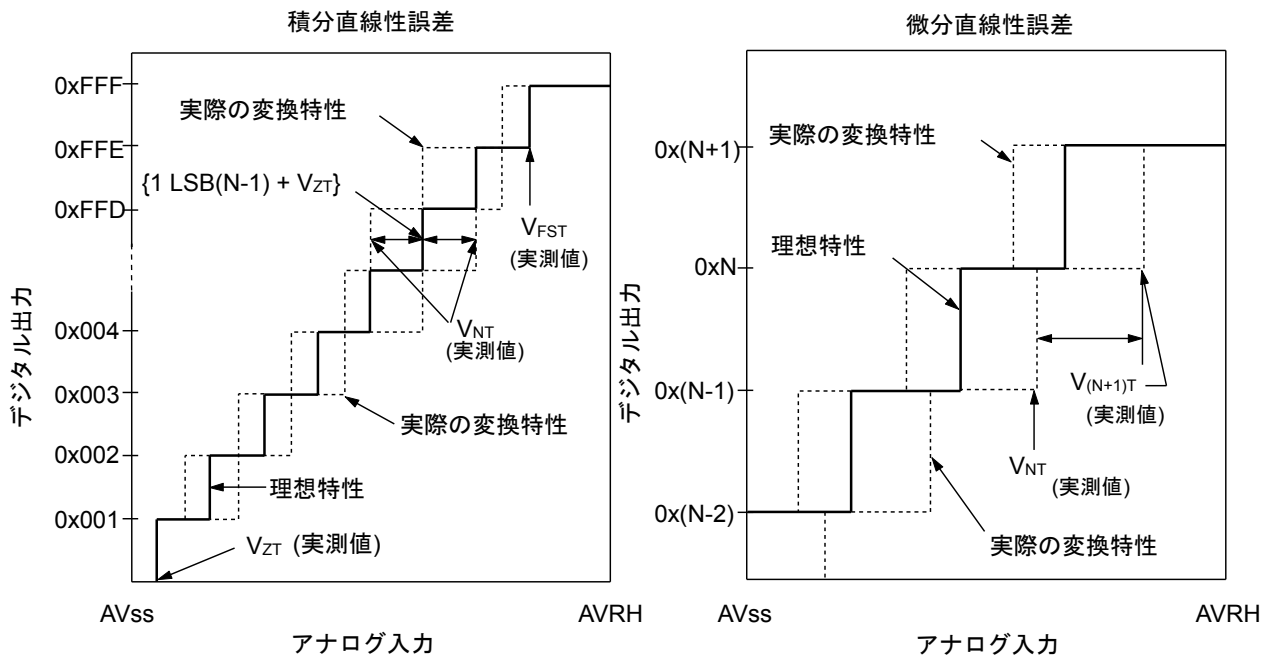 積分直線性誤差
0xFFF
0xFFE
0xFFD
0x004
0x003
0x002
0x001
デジタル出力
実際の変換特性
{1 LSB(N-1) + VZT}
VFST
(実測値)
VNT
(実測値)
実際の変換特性
理想特性
VZT (実測値)
AVss
AVRH
アナログ入力
微分直線性誤差
0x(N+1)
0xN
0x(N-1)
0x(N-2)
デジタル出力
実際の変換特性
理想特性
V(N+1)T
(実測値)
VNT
(実測値)
実際の変換特性
AVss
AVRH
アナログ入力